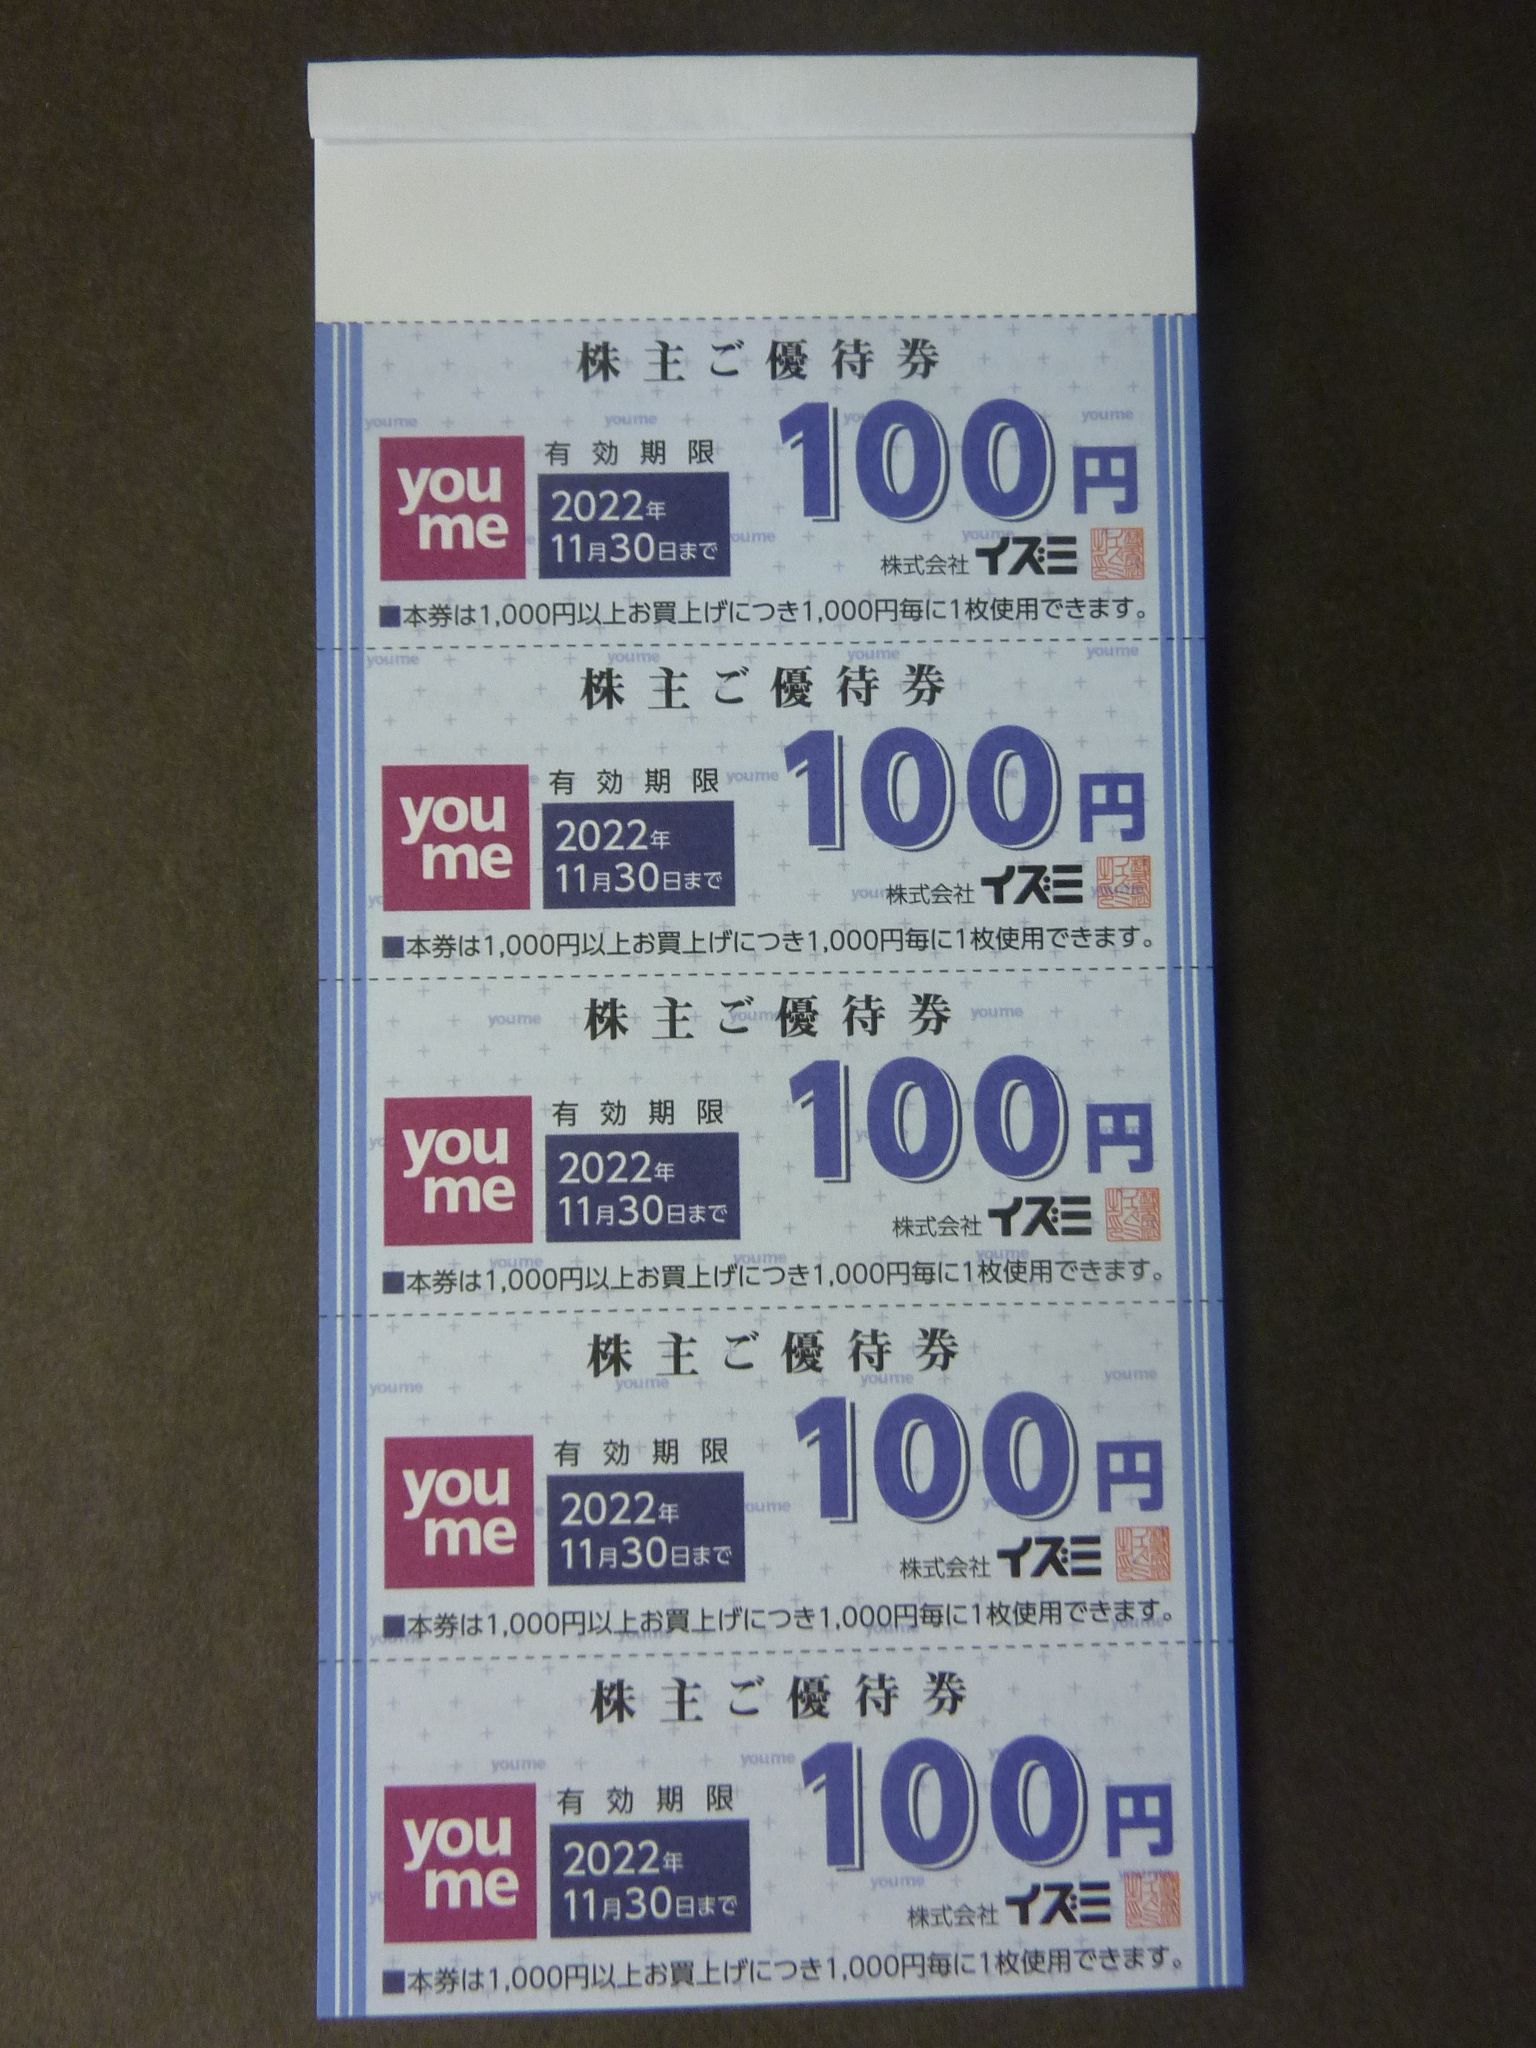 株主ご優待券
you
me
有効期限
2022年
11月30日まで
100円
株式会社 イズミ
■本券は1,000円以上お買上げにつき1,000円毎に1枚使用できます。
株主ご優待券
you
me
有効期限
2022年
11月30日まで
100円
株式会社 イズミ
■本券は1,000円以上お買上げにつき1,000円毎に1枚使用できます。
株主ご優待券
you
me
有効期限
2022年
11月30日まで
100円
株式会社 イズミ
■本券は1,000円以上お買上げにつき1,000円毎に1枚使用できます。
株主ご優待券
you
me
有効期限
2022年
11月30日まで
100円
株式会社 イズミ
■本券は1,000円以上お買上げにつき1,000円毎に1枚使用できます。
株主ご優待券
you
me
有効期限
2022年
11月30日まで
100円
株式会社 イズミ
■本券は1,000円以上お買上げにつき1,000円毎に1枚使用できます。